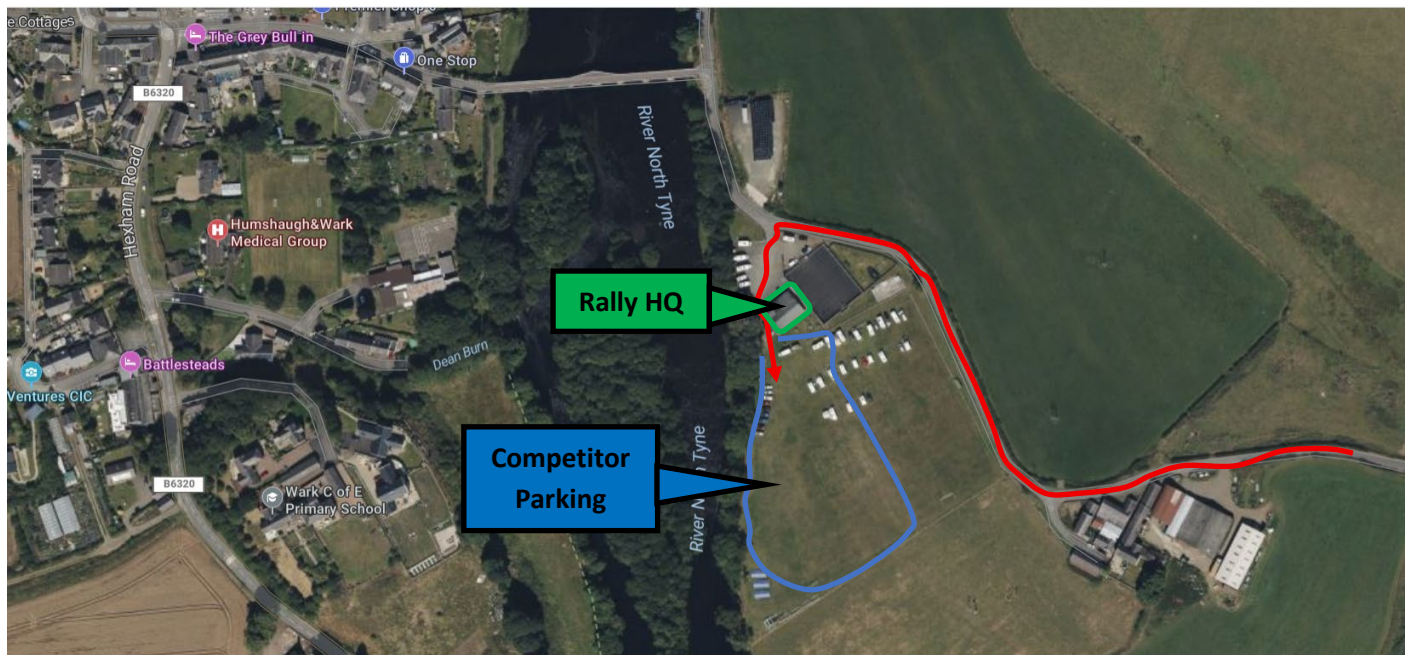 e Cottages
The Grey Bull in
One Stop
B6320
River North Tyne
Hexham Road
Humshaugh&Wark
Medical Group
Rally HQ
Dean Burn
Battlesteads
Ventures CIC
Competitor
Parking
River North Tyne
B6320
Wark C of E
Primary School